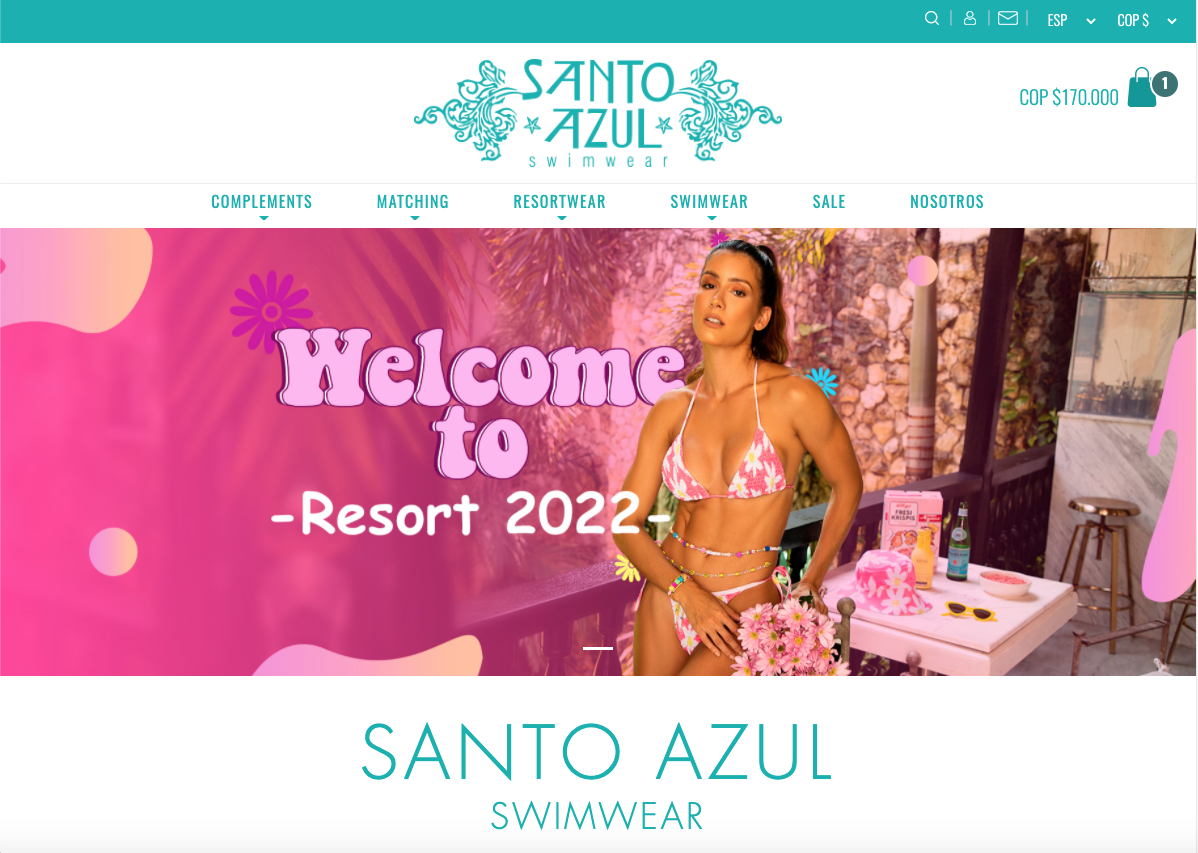 ESP COP $
SANTO
AZUL
swimwear
COP $170.000
1
COMPLEMENTS MATCHING RESORTWEAR SWIMWEAR SALE NOSOTROS
Welcome
to
-Resort 2022-
FRESI
KRISPIS
SANTO AZUL
SWIMWEAR